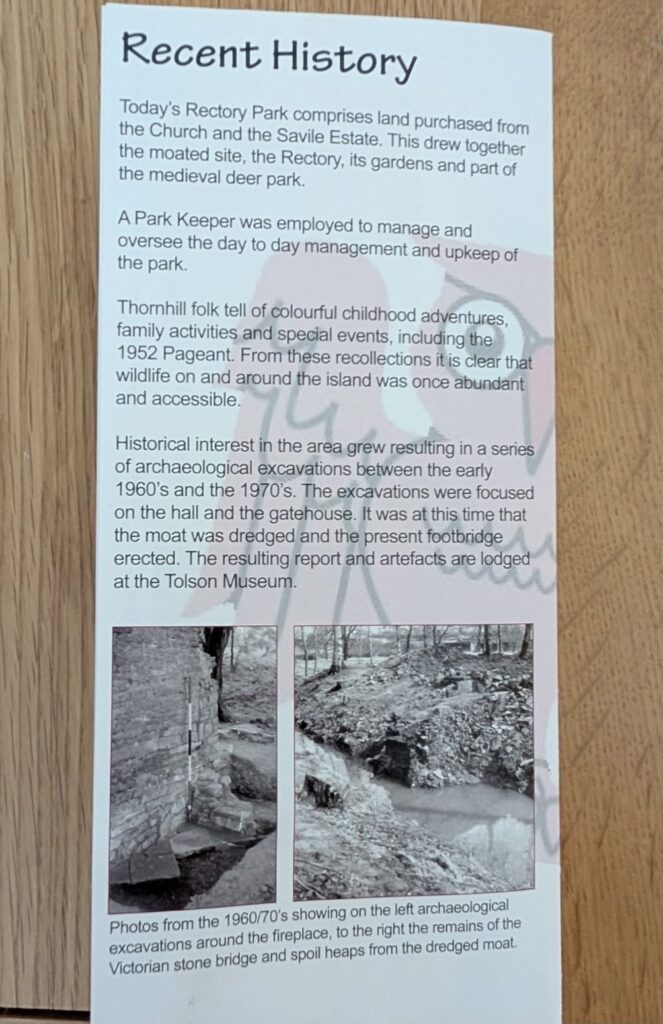 Recent History
Today's Rectory Park comprises land purchased from
the Church and the Savile Estate. This drew together
the moated site, the Rectory, its gardens and part of
the medieval deer park.
A Park Keeper was employed to manage and
oversee the day to day management and upkeep of
the park.
Thornhill folk tell of colourful childhood adventures,
family activities and special events, including the
1952 Pageant. From these recollections it is clear that
wildlife on and around the island was once abundant
and accessible.
Historical interest in the area grew resulting in a series
of archaeological excavations between the early
1960's and the 1970's. The excavations were focused
on the hall and the gatehouse. It was at this time that
the moat was dredged and the present footbridge
erected. The resulting report and artefacts are lodged
at the Tolson Museum.
Photos from the 1960/70's showing on the left archaeological
excavations around the fireplace, to the right the remains of the
Victorian stone bridge and spoil heaps from the dredged moat.